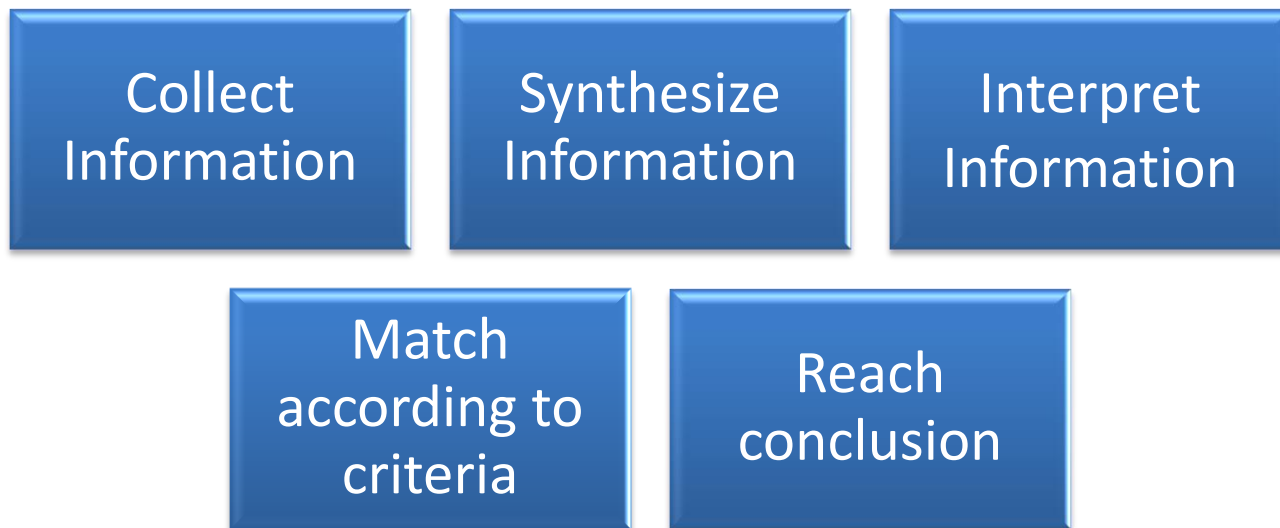 Collect
Information
Synthesize
Information
Interpret
Information
Match
according to
criteria
Reach
conclusion